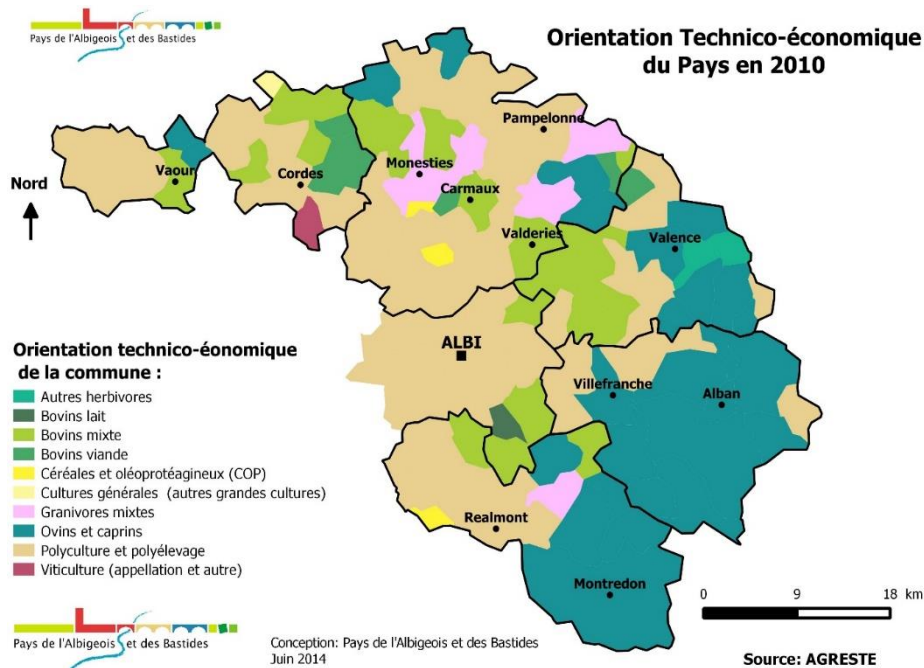 Pays de l'Albigeois et des Bastides
Orientation Technico-économique
du Pays en 2010
Pampelonne
Vaour
Cordes
Monesties
Carmaux
Nord
Valderies
Valence
ALBI
Orientation technico-éonomique
de la commune :
Autres herbivores
Bovins lait
Bovins mixte
Bovins viande
Céréales et oléoprotéagineux (COP)
Cultures générales (autres grandes cultures)
Granivores mixtes
Ovins et caprins
Polyculture et polyélevage
Viticulture (appellation et autre)
Villefranche
Alban
Realmont
Montredon
0 9 18 km
Pays de l'Albigeois et des Bastides
Conception: Pays de l'Albigeois et des Bastides
Juin 2014
Source: AGRESTE